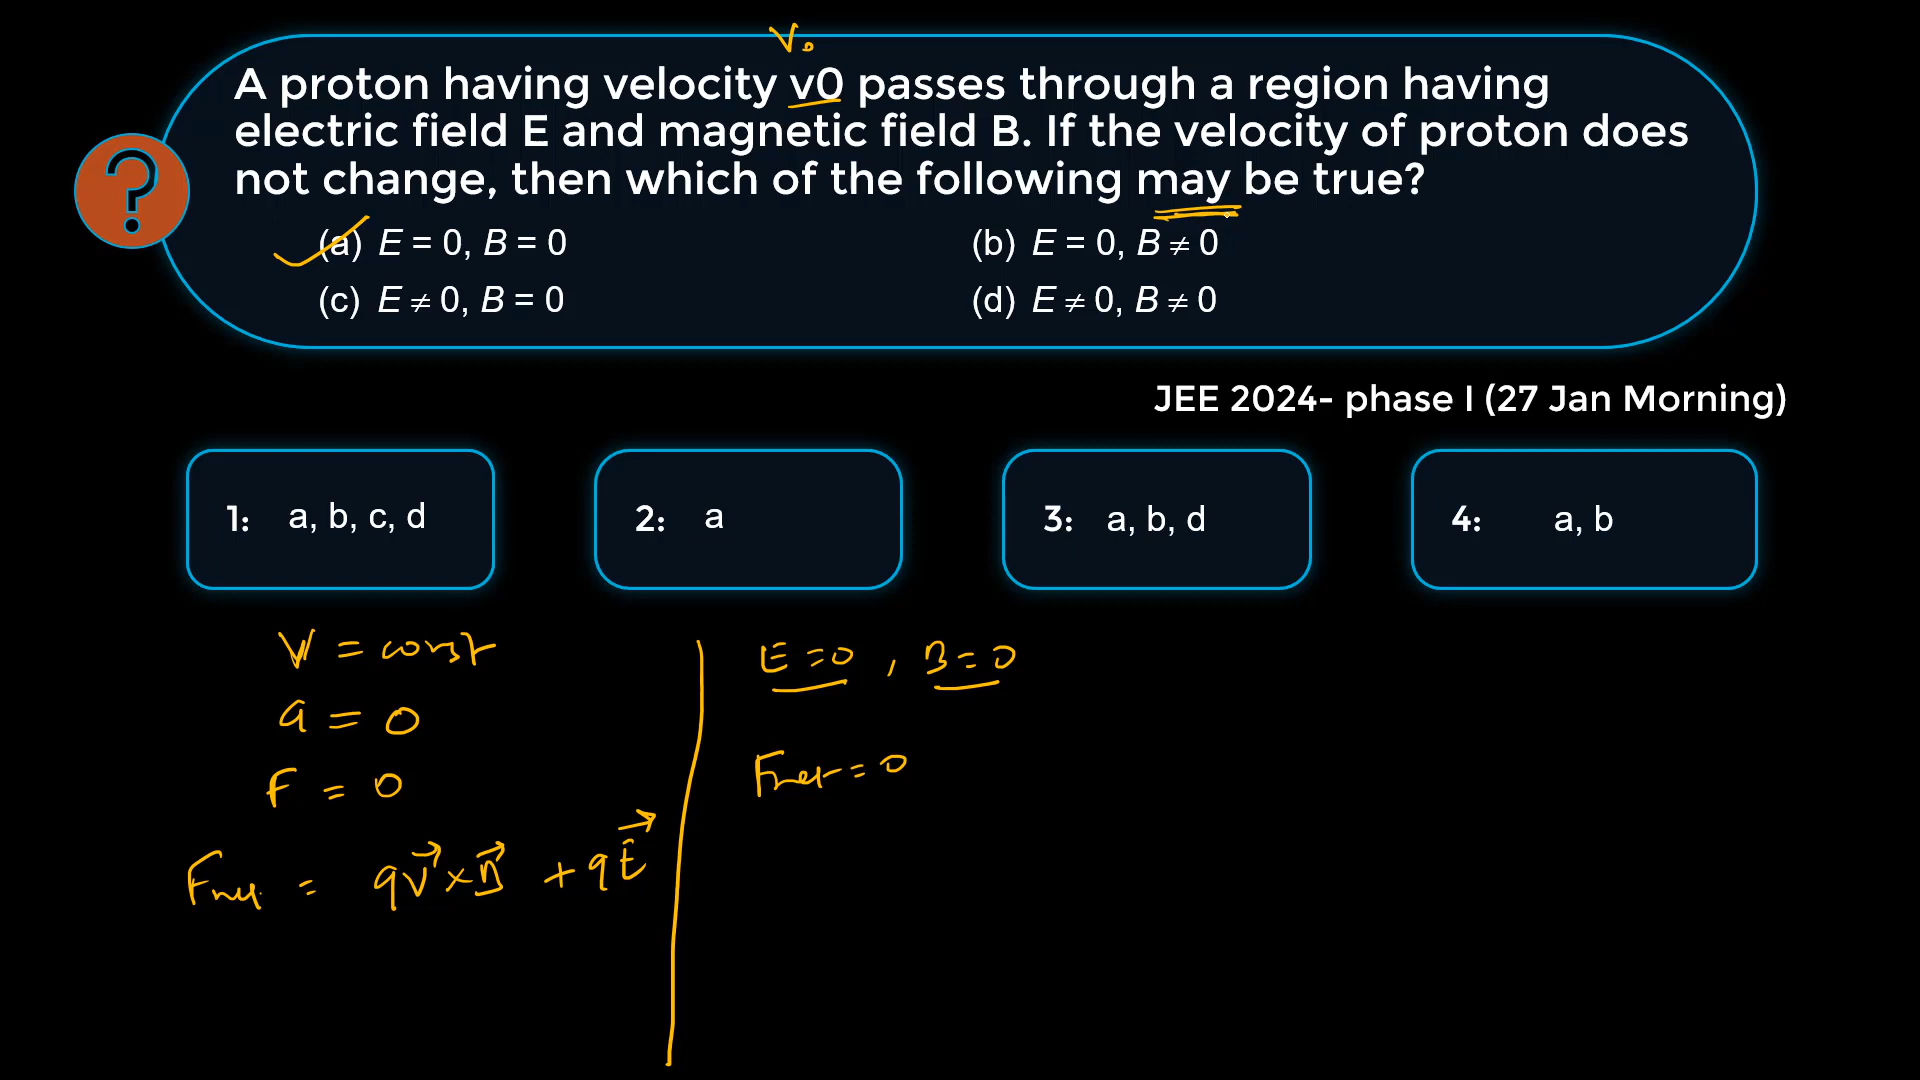 V₀
A proton having velocity v0 passes through a region having
electric field E and magnetic field B. If the velocity of proton does
not change, then which of the following may be true?
?
(a) E = 0, B = 0 (b) E = 0, B ≠ 0
(c) E ≠ 0, B = 0 (d) E ≠ 0, B ≠ 0
JEE 2024- phase I (27 Jan Morning)
1: a, b, c, d
2: a
3: a, b, d
4: a, b
V = const
a = 0
F = 0
Fnet = qV⃗ × B⃗ + qE⃗
E = 0 , B = 0
Fnet = 0